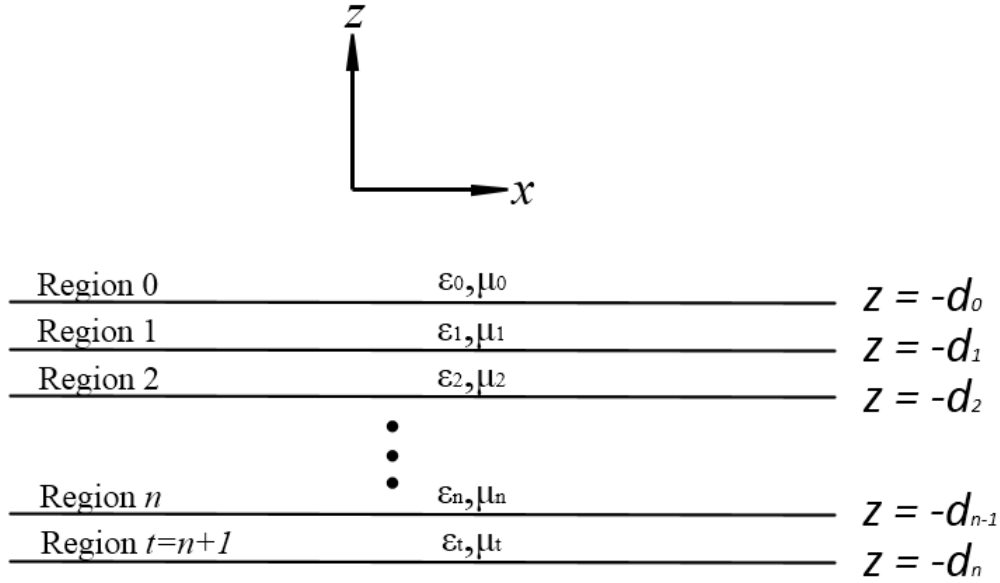 z
x
Region 0 ε₀,μ₀ z = -d₀
Region 1 ε₁,μ₁ z = -d₁
Region 2 ε₂,μ₂ z = -d₂
Region n εₙ,μₙ z = -dₙ₋₁
Region t=n+1 εₜ,μₜ z = -dₙ